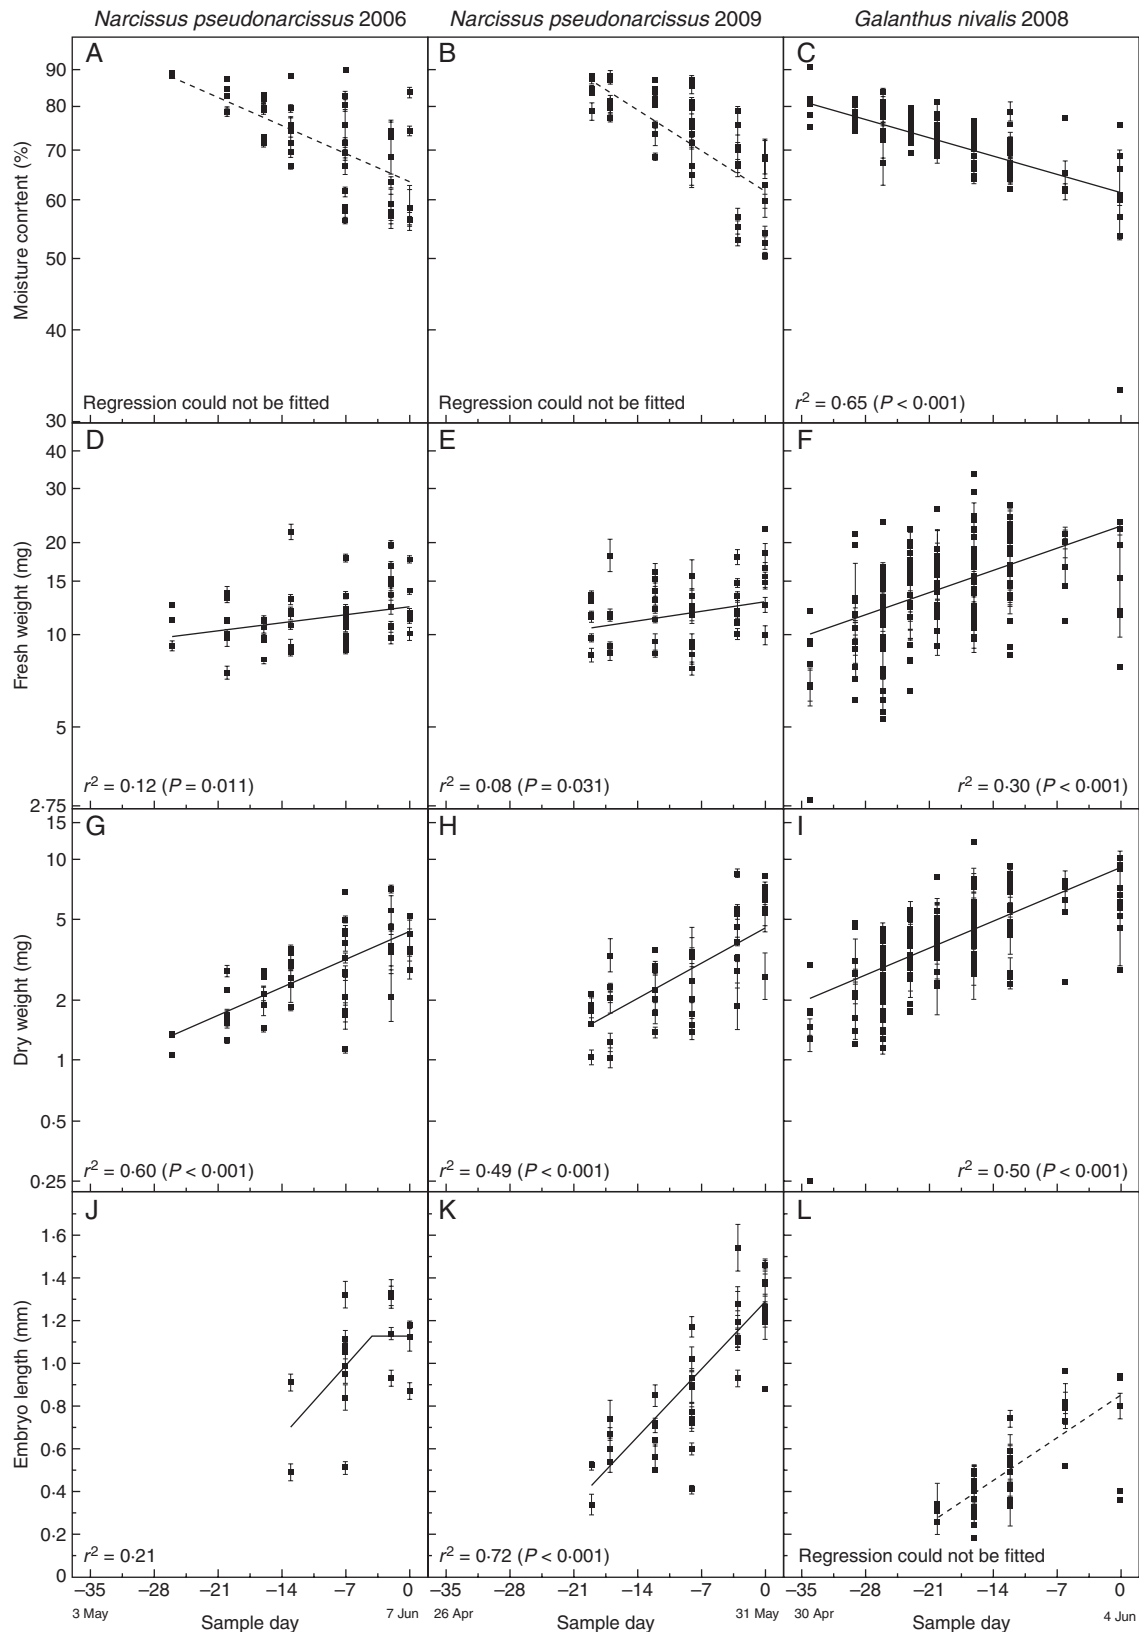 Narcissus pseudonarcissus 2006 Narcissus pseudonarcissus 2009 Galanthus nivalis 2008
A B C
90
80
70
60
50
40
30
Moisture conrtent (%)
Regression could not be fitted Regression could not be fitted r² = 0·65 (P < 0·001)
D E F
40
30
20
15
10
5
2·75
Fresh weight (mg)
r² = 0·12 (P = 0·011) r² = 0·08 (P = 0·031) r² = 0·30 (P < 0·001)
G H I
15
10
5
2
1
0·5
0·25
Dry weight (mg)
r² = 0·60 (P < 0·001) r² = 0·49 (P < 0·001) r² = 0·50 (P < 0·001)
J K L
1·6
1·4
1·2
1·0
0·8
0·6
0·4
0·2
0
Embryo length (mm)
r² = 0·21 r² = 0·72 (P < 0·001) Regression could not be fitted
–35 –28 –21 –14 –7 0 –35 –28 –21 –14 –7 0 –35 –28 –21 –14 –7 0
3 May 7 Jun 26 Apr 31 May 30 Apr 4 Jun
Sample day Sample day Sample day